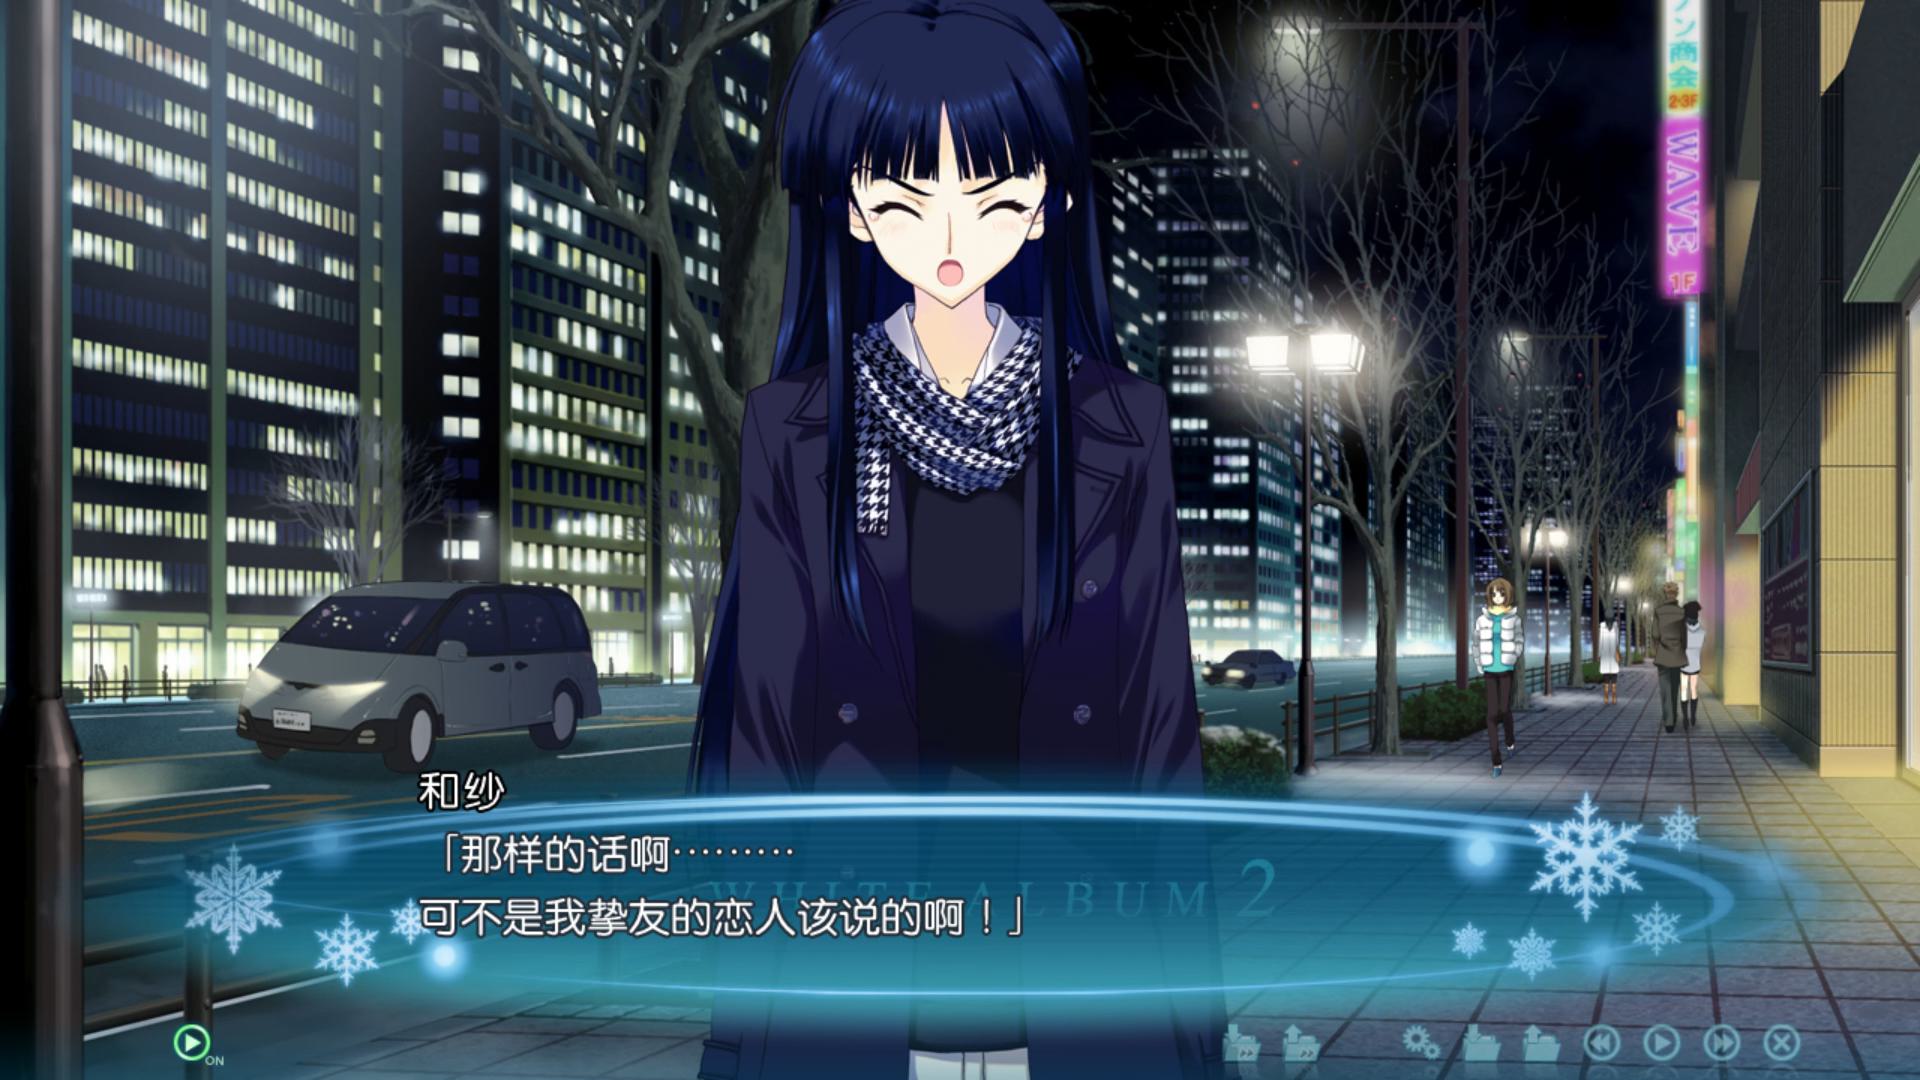 ン商会
2・3F
WAVE
1F
和纱
「那样的话啊………
可不是我挚友的恋人该说的啊！」
WHITE ALBUM 2
ON